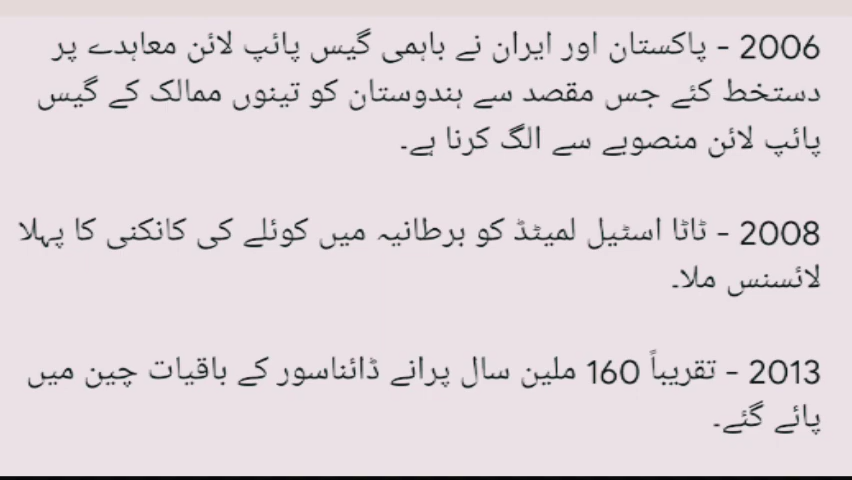 2006 - پاکستان اور ایران نے باہمی گیس پائپ لائن معاہدے پر
دستخط کئے جس مقصد سے ہندوستان کو تینوں ممالک کے گیس
پائپ لائن منصوبے سے الگ کرنا ہے۔
2008 - ٹاٹا اسٹیل لمیٹڈ کو برطانیہ میں کوئلے کی کانکنی کا پہلا
لائسنس ملا۔
2013 - تقریباً 160 ملین سال پرانے ڈائناسور کے باقیات چین میں
پائے گئے۔